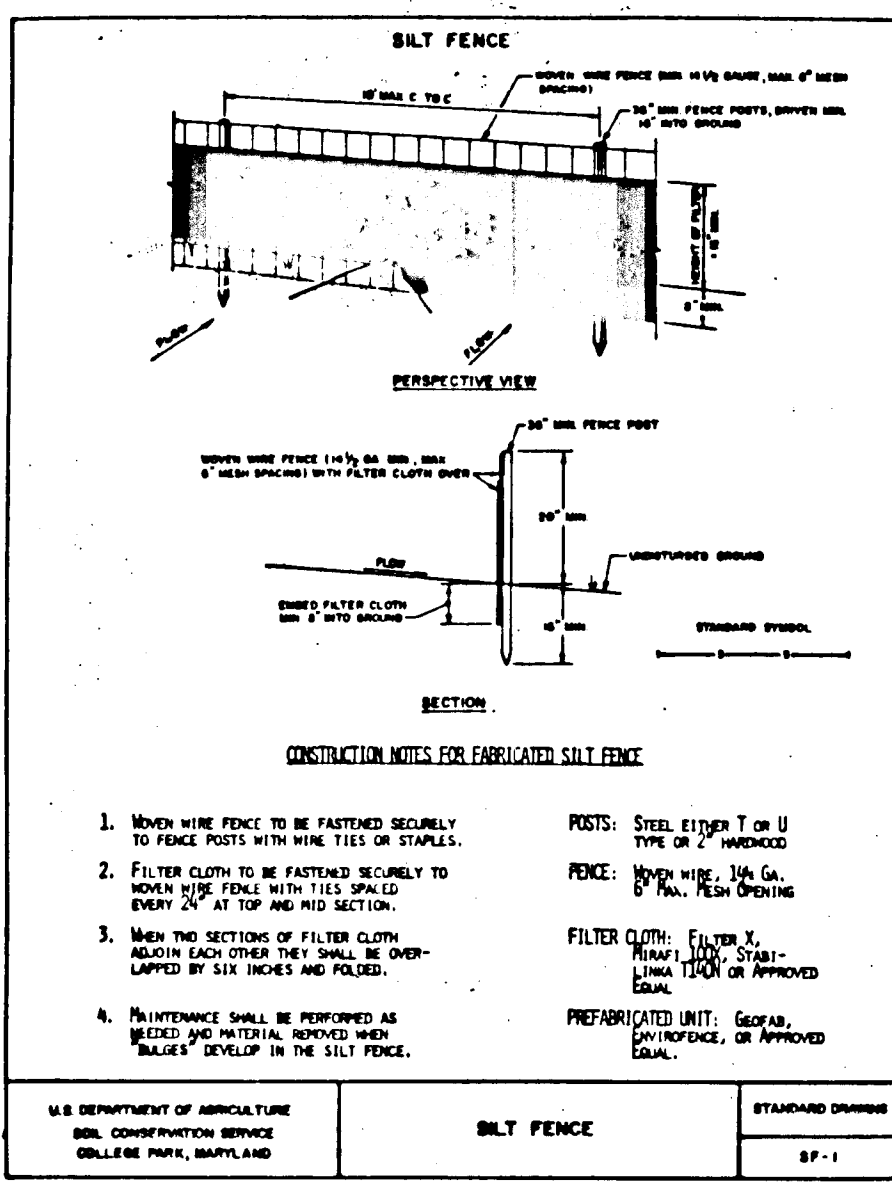 SILT FENCE
WOVEN WIRE FENCE (MIN. 14 1/2 GAUGE, MAX. 6" MESH
SPACING)
10' MAX. C TO C
36" MIN. FENCE POSTS, DRIVEN MIN.
16" INTO GROUND
HEIGHT OF FILTER
MIN.
8" MIN.
FLOW
FLOW
PERSPECTIVE VIEW
36" MIN. FENCE POST
WOVEN WIRE FENCE (14 1/2 GA. MIN., MAX.
6" MESH SPACING) WITH FILTER CLOTH OVER
20" MIN.
FLOW
UNDISTURBED GROUND
EMBED FILTER CLOTH
MIN. 8" INTO GROUND
16" MIN.
STANDARD SYMBOL
SECTION
CONSTRUCTION NOTES FOR FABRICATED SILT FENCE
1. WOVEN WIRE FENCE TO BE FASTENED SECURELY
TO FENCE POSTS WITH WIRE TIES OR STAPLES.
2. FILTER CLOTH TO BE FASTENED SECURELY TO
WOVEN WIRE FENCE WITH TIES SPACED
EVERY 24" AT TOP AND MID SECTION.
3. WHEN TWO SECTIONS OF FILTER CLOTH
ADJOIN EACH OTHER THEY SHALL BE OVER-
LAPPED BY SIX INCHES AND FOLDED.
4. MAINTENANCE SHALL BE PERFORMED AS
NEEDED AND MATERIAL REMOVED WHEN
"BULGES" DEVELOP IN THE SILT FENCE.
POSTS: STEEL EITHER T OR U
TYPE OR 2" HARDWOOD
FENCE: WOVEN WIRE, 14½ GA.
6" MAX. MESH OPENING
FILTER CLOTH: FILTER X,
MIRAFI 100X, STABI-
LINKA T140N OR APPROVED
EQUAL
PREFABRICATED UNIT: GEOFAB,
ENVIROFENCE, OR APPROVED
EQUAL.
U.S. DEPARTMENT OF AGRICULTURE
SOIL CONSERVATION SERVICE
COLLEGE PARK, MARYLAND
SILT FENCE
STANDARD DRAWING
SF-1